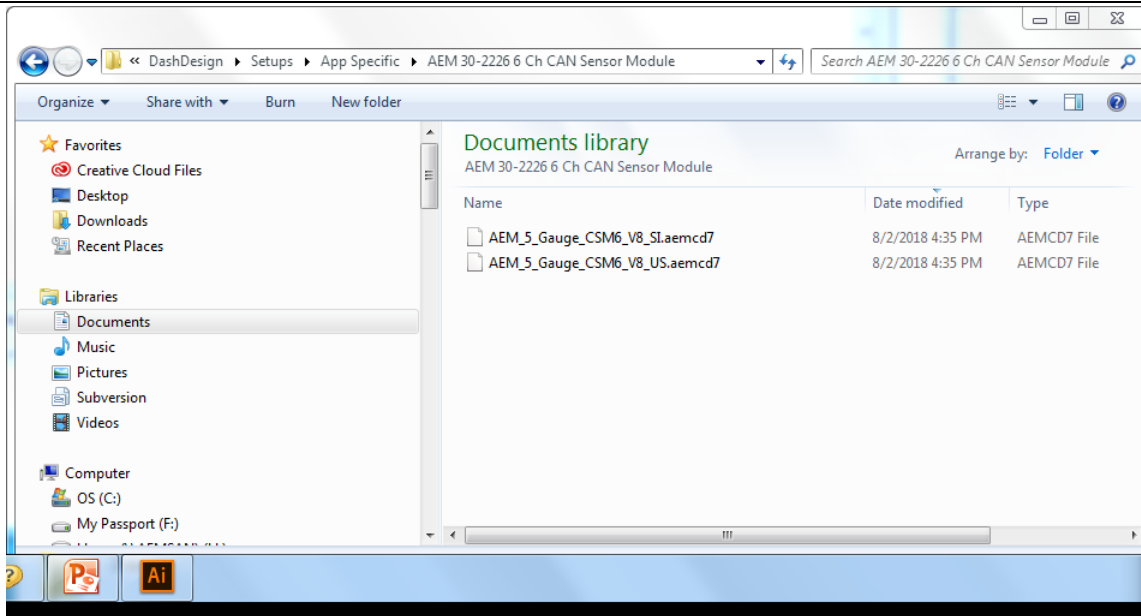 « DashDesign ▸ Setups ▸ App Specific ▸ AEM 30-2226 6 Ch CAN Sensor Module
Search AEM 30-2226 6 Ch CAN Sensor Module
Organize Share with Burn New folder
Favorites
Creative Cloud Files
Desktop
Downloads
Recent Places
Libraries
Documents
Music
Pictures
Subversion
Videos
Computer
OS (C:)
My Passport (F:)
Documents library
AEM 30-2226 6 Ch CAN Sensor Module
Arrange by: Folder
Name Date modified Type
AEM_5_Gauge_CSM6_V8_SI.aemcd7 8/2/2018 4:35 PM AEMCD7 File
AEM_5_Gauge_CSM6_V8_US.aemcd7 8/2/2018 4:35 PM AEMCD7 File
Ai